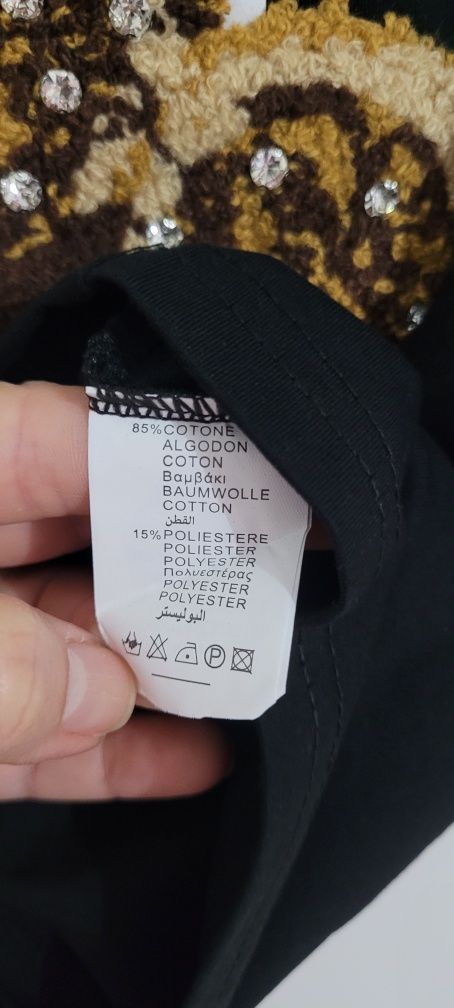 85%COTONE
ALGODON
COTON
Βαμβάκι
BAUMWOLLE
COTTON
القطن
15%POLIESTERE
POLIESTER
POLYESTER
Πολυεστέρας
POLYESTER
POLYESTER
البوليستر
P